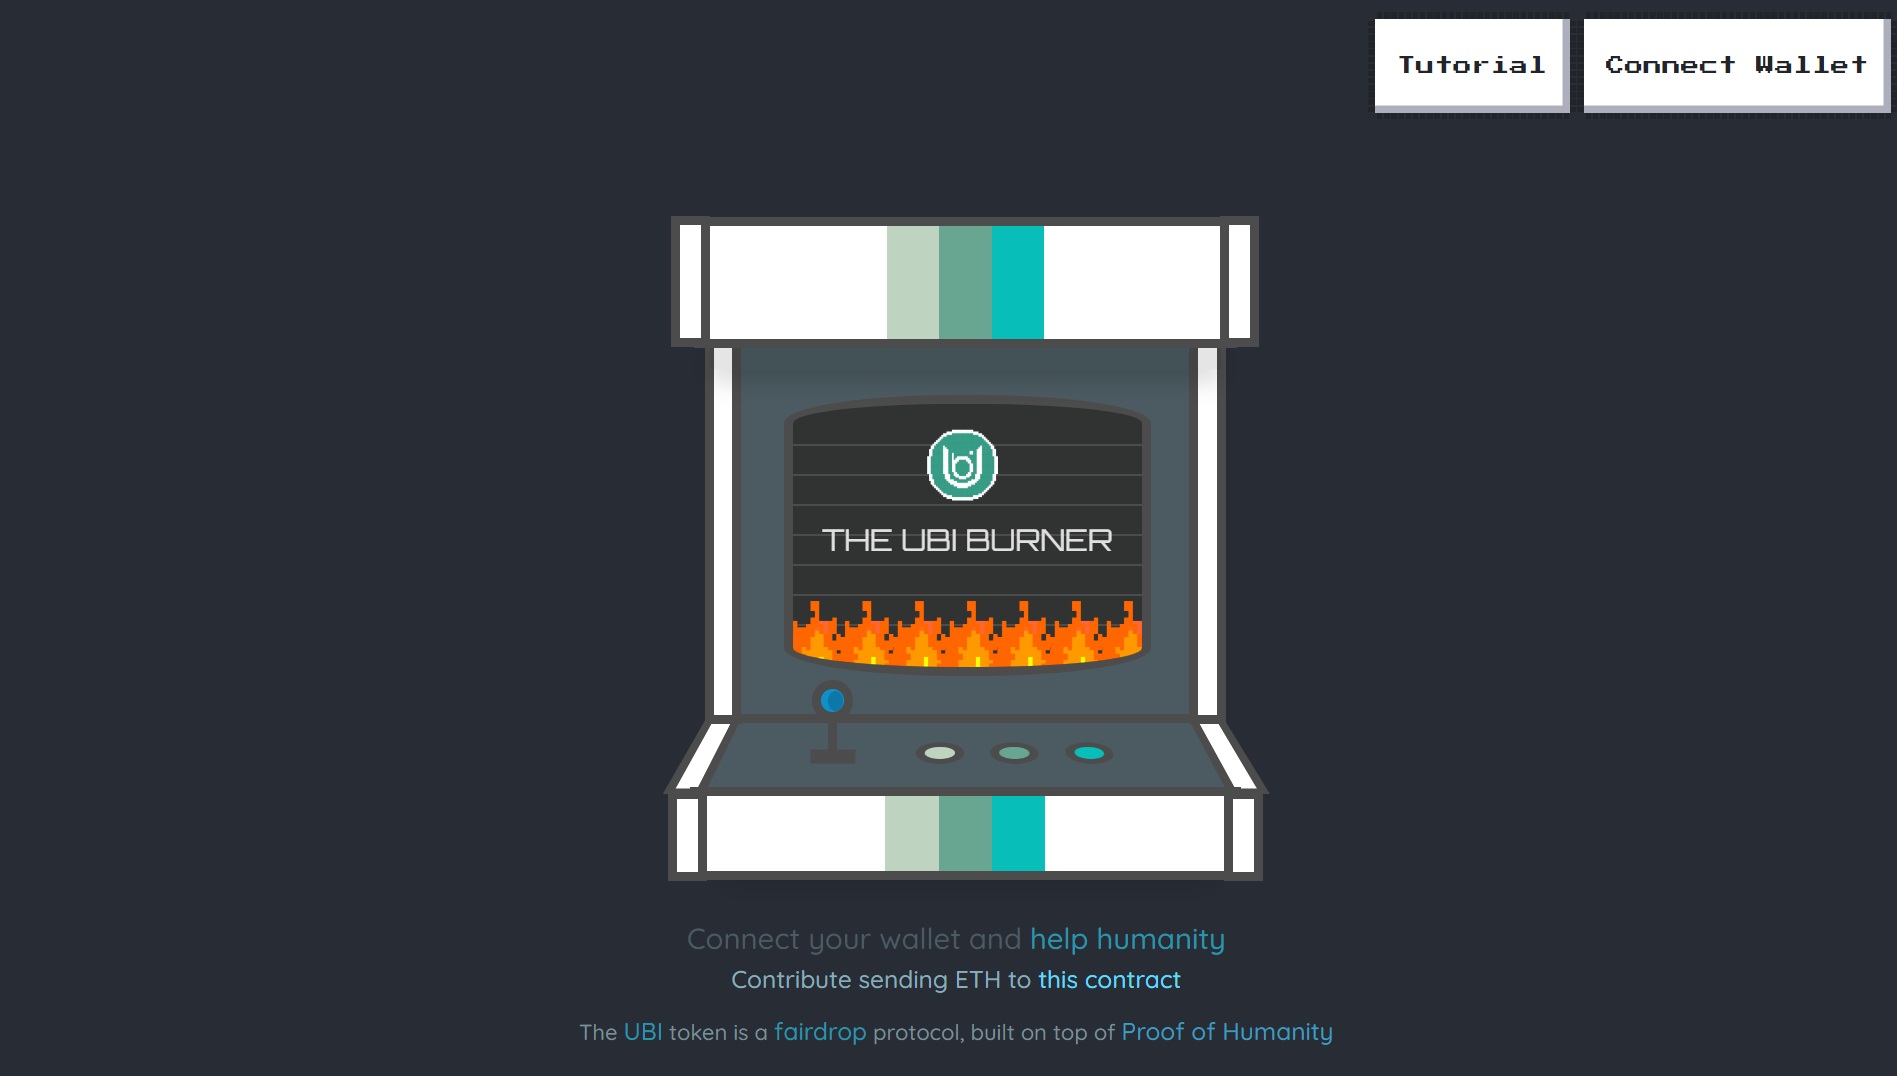 Tutorial
Connect Wallet
ubi
THE UBI BURNER
Connect your wallet and help humanity
Contribute sending ETH to this contract
The UBI token is a fairdrop protocol, built on top of Proof of Humanity